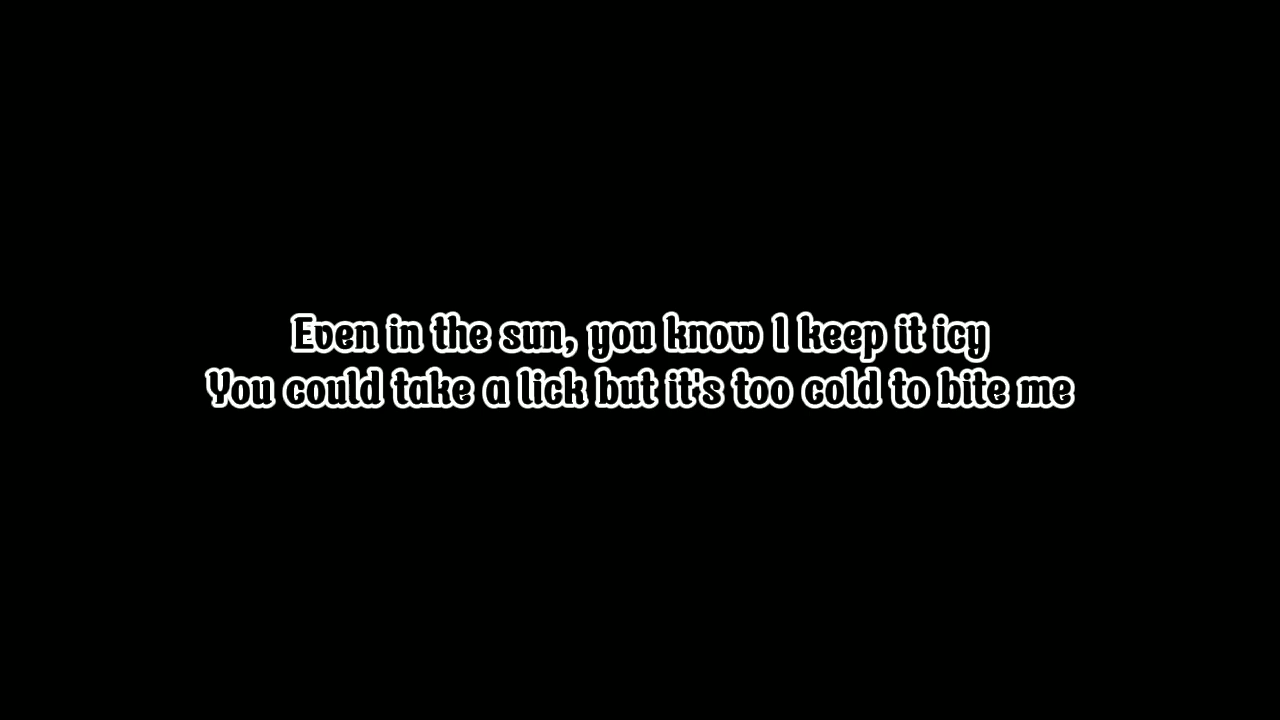 Even in the sun, you know I keep it icy
You could take a lick but it's too cold to bite me